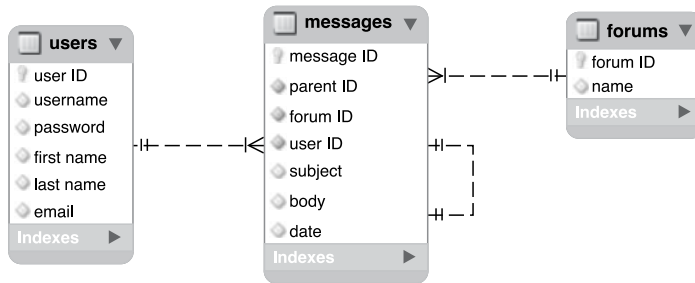 users
user ID
username
password
first name
last name
email
Indexes
messages
message ID
parent ID
forum ID
user ID
subject
body
date
Indexes
forums
forum ID
name
Indexes